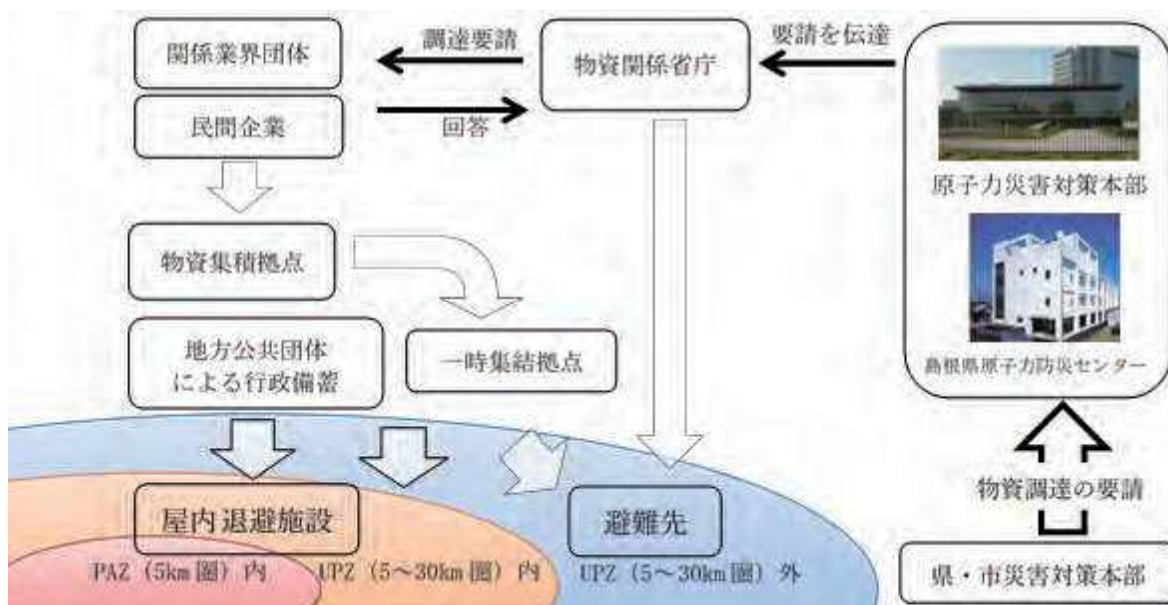 関係業界団体
調達要請
物資関係省庁
要請を伝達
民間企業
回答
原子力災害対策本部
物資集積拠点
地方公共団体
による行政備蓄
一時集結拠点
島根県原子力防災センター
物資調達の要請
屋内退避施設
避難先
PAZ（5km圏）内
UPZ（5～30km圏）内
UPZ（5～30km圏）外
県・市災害対策本部